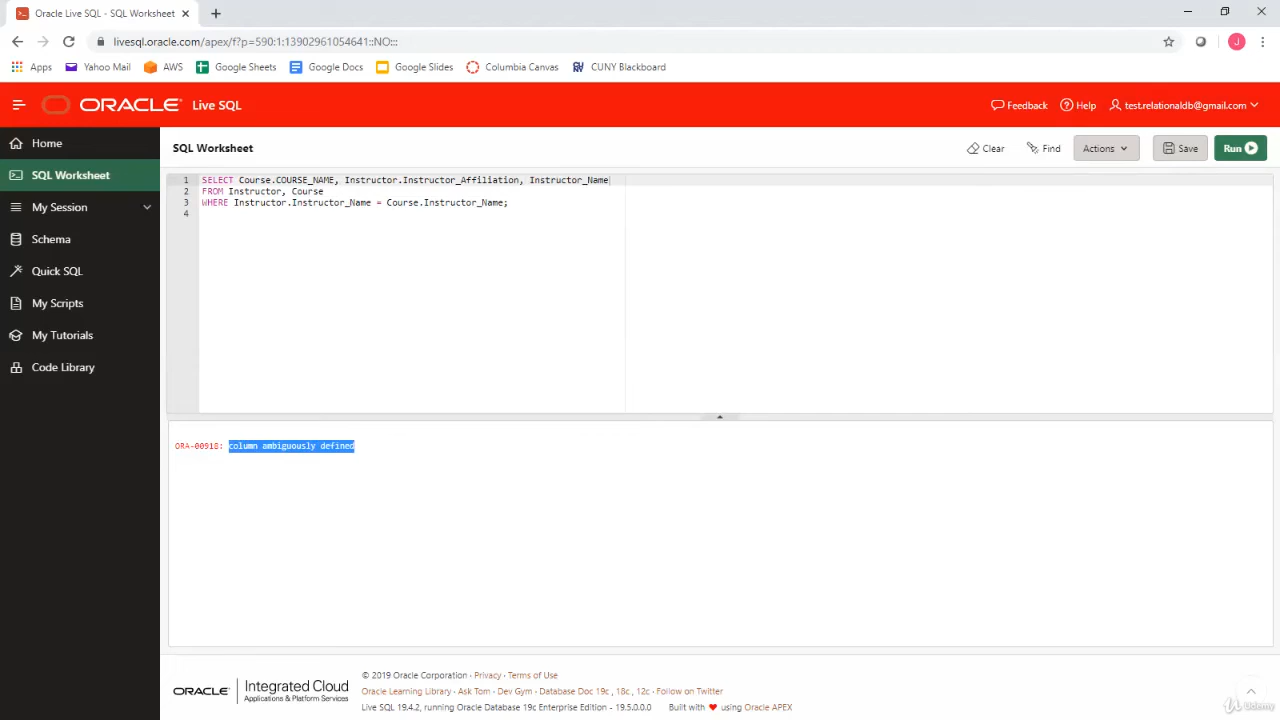 Oracle Live SQL - SQL Worksheet
livesql.oracle.com/apex/f?p=590:1:13902961054641::NO:::
J
Apps Yahoo Mail AWS Google Sheets Google Docs Google Slides Columbia Canvas CUNY Blackboard
ORACLE Live SQL
Feedback Help test.relationaldb@gmail.com
Home
SQL Worksheet
My Session
Schema
Quick SQL
My Scripts
My Tutorials
Code Library
SQL Worksheet
Clear Find Actions Save Run
1 SELECT Course.COURSE_NAME, Instructor.Instructor_Affiliation, Instructor_Name
2 FROM Instructor, Course
3 WHERE Instructor.Instructor_Name = Course.Instructor_Name;
4
ORA-00918: column ambiguously defined
ORACLE Integrated Cloud
Applications & Platform Services
© 2019 Oracle Corporation · Privacy · Terms of Use
Oracle Learning Library · Ask Tom · Dev Gym · Database Doc 19c , 18c , 12c · Follow on Twitter
Live SQL 19.4.2, running Oracle Database 19c Enterprise Edition - 19.5.0.0.0 Built with ♥ using Oracle APEX
Udemy